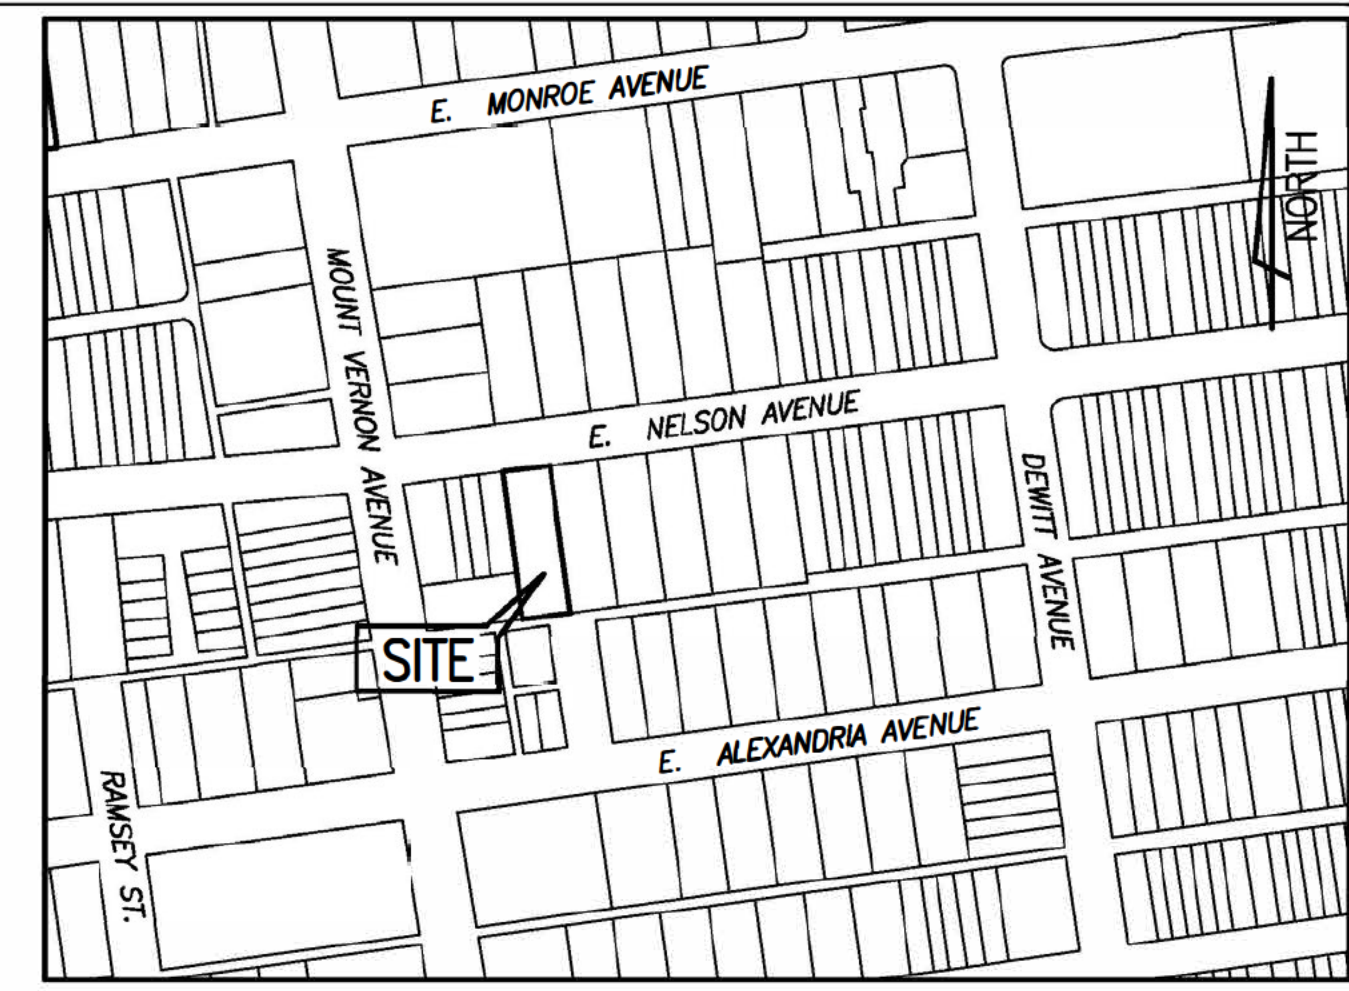 E. MONROE AVENUE
NORTH
MOUNT VERNON AVENUE
E. NELSON AVENUE
DEWITT AVENUE
SITE
E. ALEXANDRIA AVENUE
RAMSEY ST.